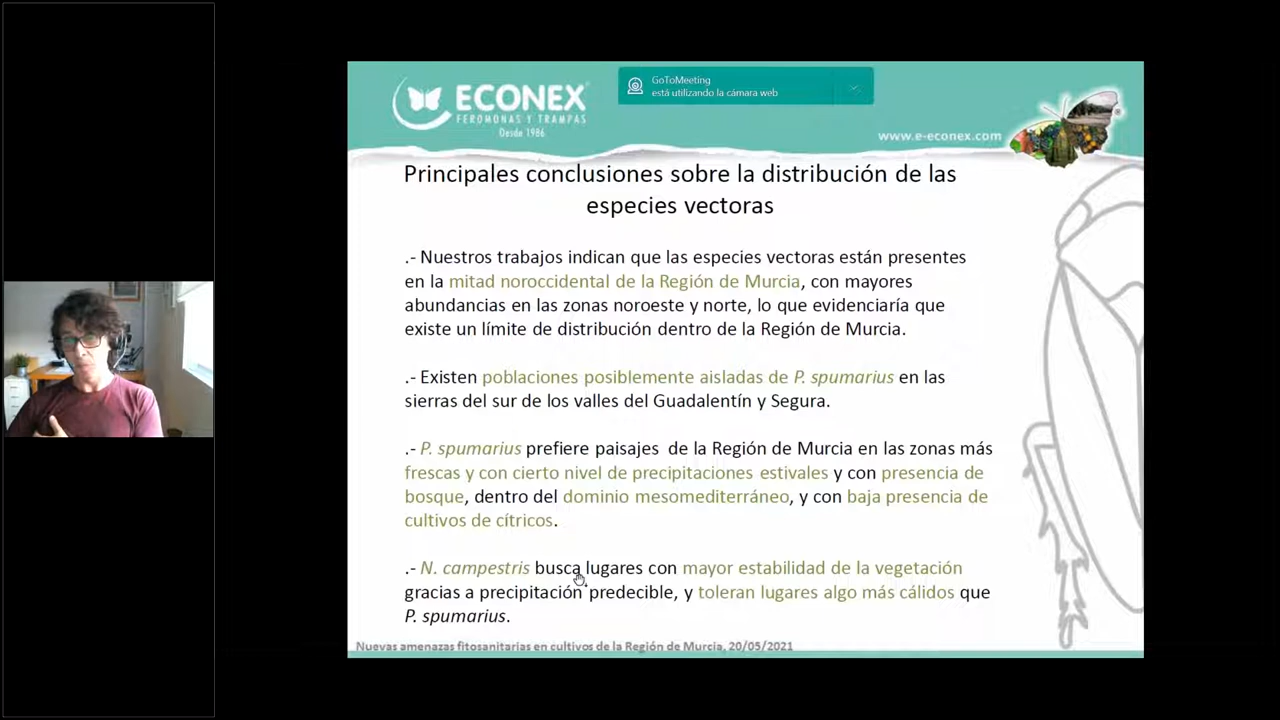 GoToMeeting
está utilizando la cámara web
ECONEX
FEROMONAS Y TRAMPAS
Desde 1986
www.e-econex.com
Principales conclusiones sobre la distribución de las
especies vectoras
.- Nuestros trabajos indican que las especies vectoras están presentes
en la mitad noroccidental de la Región de Murcia, con mayores
abundancias en las zonas noroeste y norte, lo que evidenciaría que
existe un límite de distribución dentro de la Región de Murcia.
.- Existen poblaciones posiblemente aisladas de P. spumarius en las
sierras del sur de los valles del Guadalentín y Segura.
.- P. spumarius prefiere paisajes de la Región de Murcia en las zonas más
frescas y con cierto nivel de precipitaciones estivales y con presencia de
bosque, dentro del dominio mesomediterráneo, y con baja presencia de
cultivos de cítricos.
.- N. campestris busca lugares con mayor estabilidad de la vegetación
gracias a precipitación predecible, y toleran lugares algo más cálidos que
P. spumarius.
Nuevas amenazas fitosanitarias en cultivos de la Región de Murcia, 20/05/2021